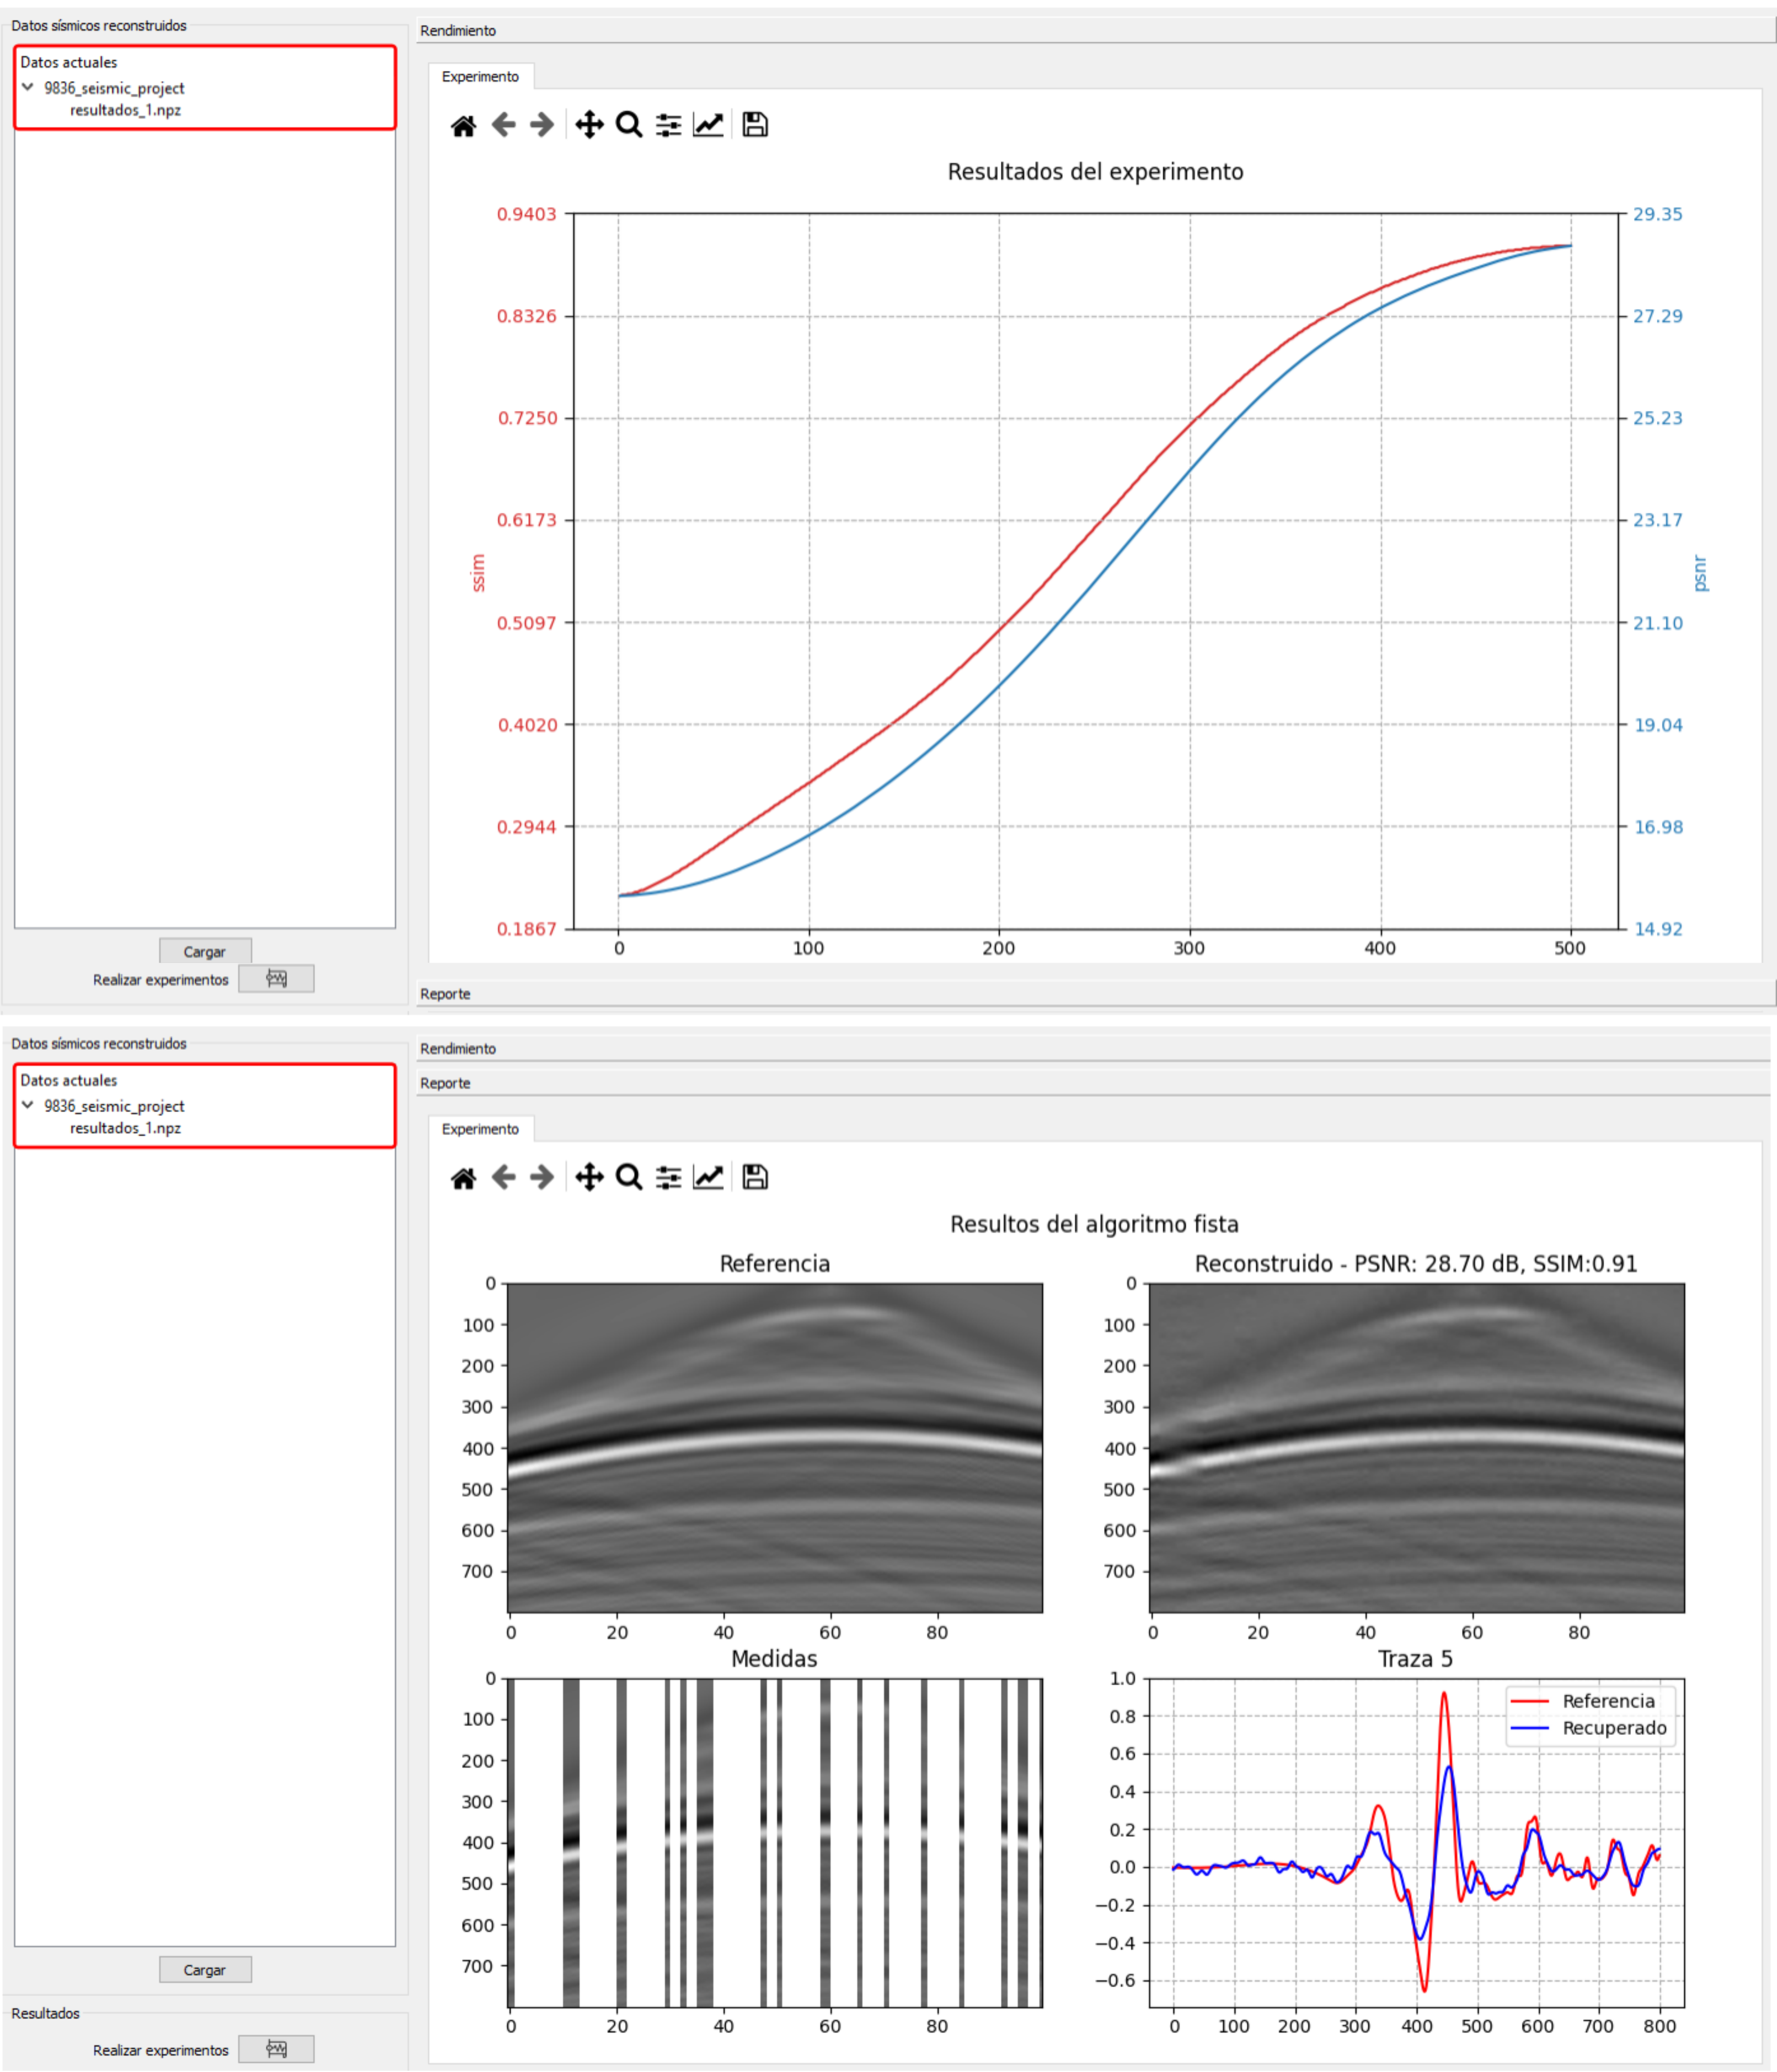 Datos sísmicos reconstruidos
Datos actuales
9836_seismic_project
resultados_1.npz
Cargar
Realizar experimentos
Rendimiento
Experimento
Resultados del experimento
0.9403
0.8326
0.7250
0.6173
0.5097
0.4020
0.2944
0.1867
ssim
29.35
27.29
25.23
23.17
21.10
19.04
16.98
14.92
psnr
0 100 200 300 400 500
Reporte
Datos sísmicos reconstruidos
Datos actuales
9836_seismic_project
resultados_1.npz
Cargar
Resultados
Realizar experimentos
Rendimiento
Reporte
Experimento
Resultos del algoritmo fista
Referencia
0
100
200
300
400
500
600
700
0 20 40 60 80
Reconstruido - PSNR: 28.70 dB, SSIM:0.91
0
100
200
300
400
500
600
700
0 20 40 60 80
Medidas
0
100
200
300
400
500
600
700
0 20 40 60 80
Traza 5
1.0
0.8
0.6
0.4
0.2
0.0
−0.2
−0.4
−0.6
Referencia
Recuperado
0 100 200 300 400 500 600 700 800